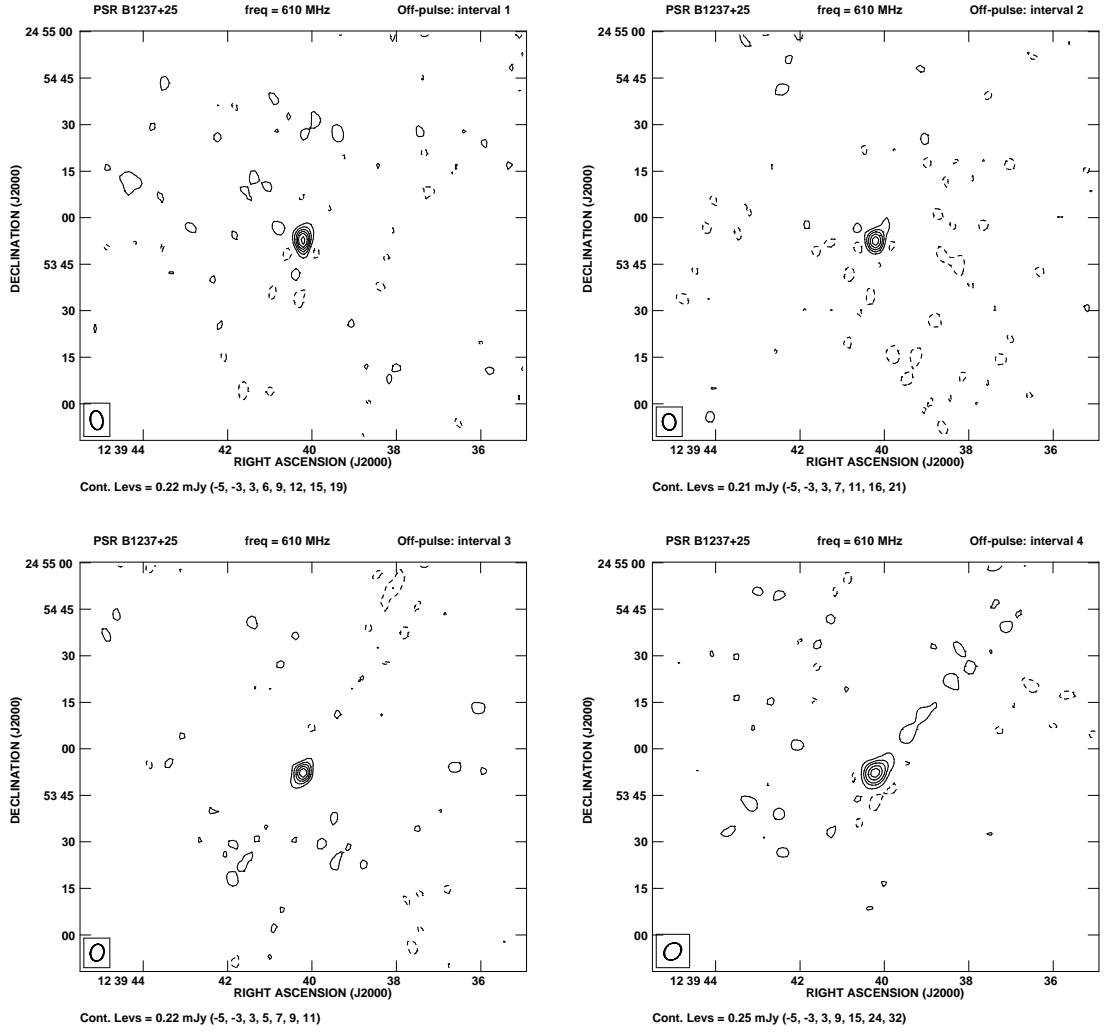 PSR B1237+25 freq = 610 MHz Off-pulse: interval 1
24 55 00
54 45
30
15
00
53 45
30
15
00
DECLINATION (J2000)
12 39 44 42 40 38 36
RIGHT ASCENSION (J2000)
Cont. Levs = 0.22 mJy (-5, -3, 3, 6, 9, 12, 15, 19)
PSR B1237+25 freq = 610 MHz Off-pulse: interval 2
24 55 00
54 45
30
15
00
53 45
30
15
00
DECLINATION (J2000)
12 39 44 42 40 38 36
RIGHT ASCENSION (J2000)
Cont. Levs = 0.21 mJy (-5, -3, 3, 7, 11, 16, 21)
PSR B1237+25 freq = 610 MHz Off-pulse: interval 3
24 55 00
54 45
30
15
00
53 45
30
15
00
DECLINATION (J2000)
12 39 44 42 40 38 36
RIGHT ASCENSION (J2000)
Cont. Levs = 0.22 mJy (-5, -3, 3, 5, 7, 9, 11)
PSR B1237+25 freq = 610 MHz Off-pulse: interval 4
24 55 00
54 45
30
15
00
53 45
30
15
00
DECLINATION (J2000)
12 39 44 42 40 38 36
RIGHT ASCENSION (J2000)
Cont. Levs = 0.25 mJy (-5, -3, 3, 9, 15, 24, 32)